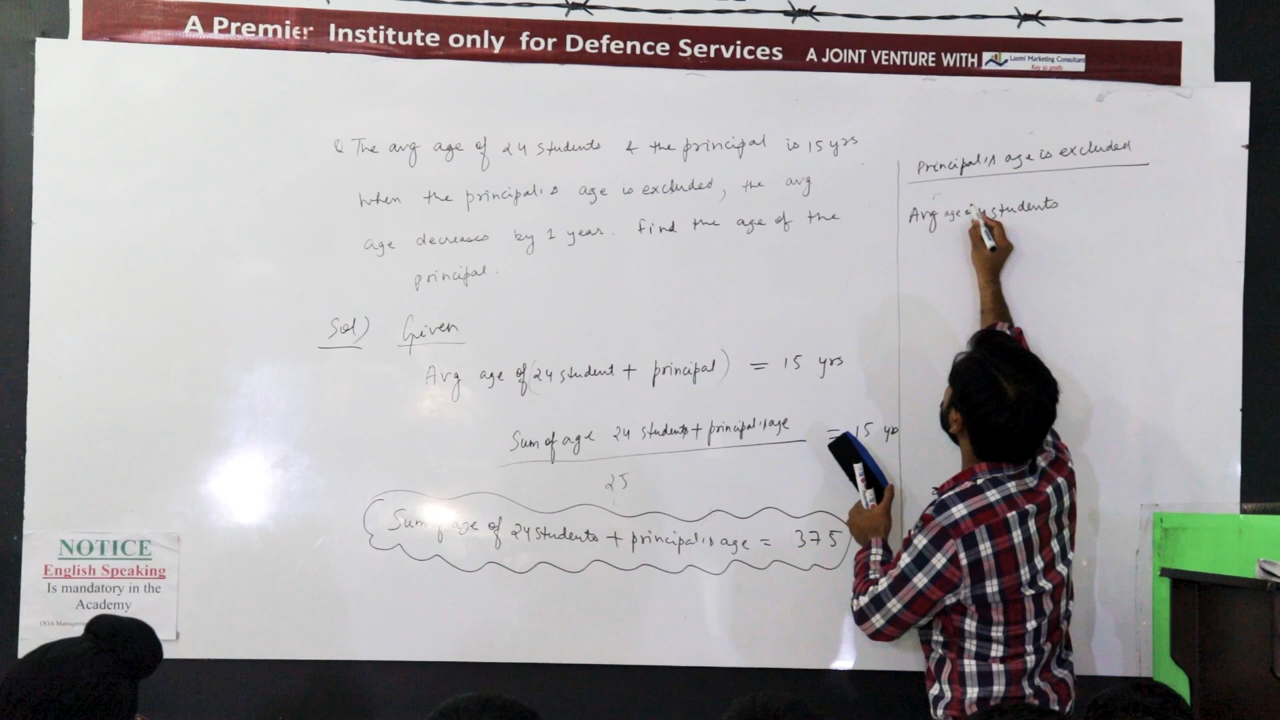 A Premier Institute only for Defence Services A JOINT VENTURE WITH Laxmi Marketing Consultant
Key to profit
Q The avg age of 24 students & the principal is 15 yrs
when the principal's age is excluded, the avg
age decreases by 1 year. find the age of the
principal.
Sol) Given
Avg age of (24 student + principal) = 15 yrs
Sum of age 24 students + principal's age = 15 yrs
25
Sum of age of 24 students + principal's age = 375
Principal's age is excluded
Avg age students
NOTICE
English Speaking
Is mandatory in the
Academy